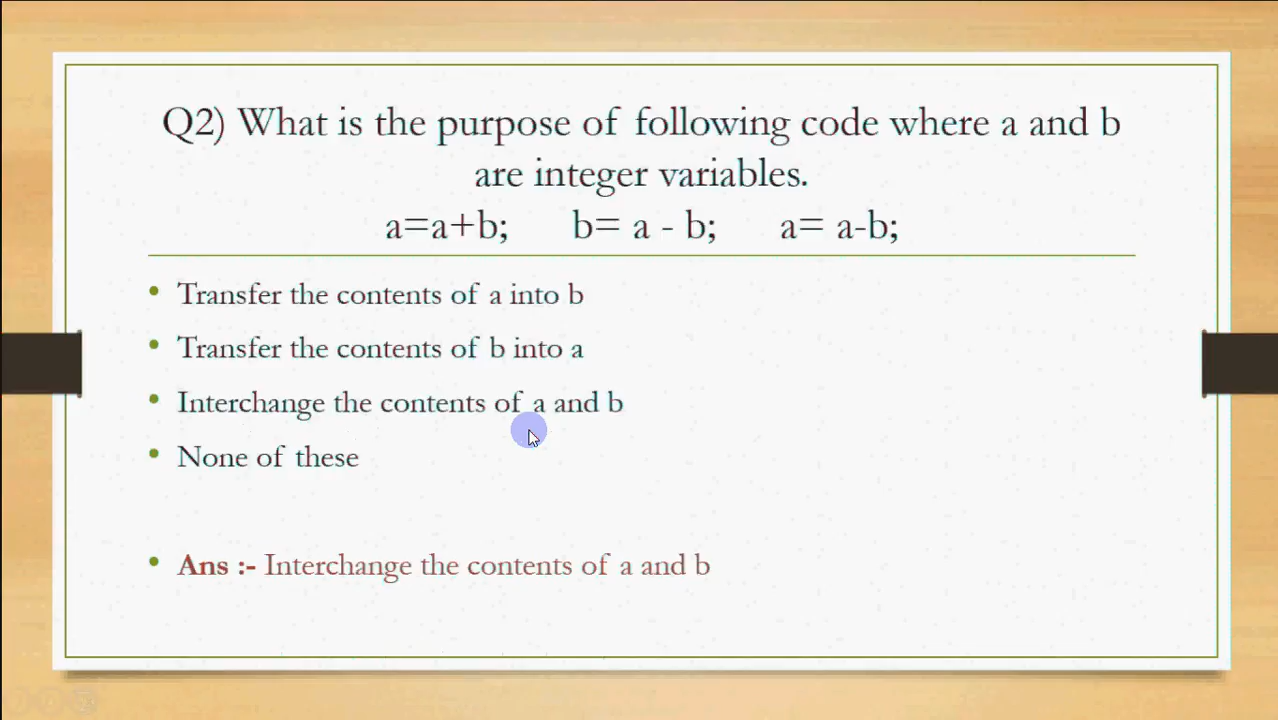 Q2) What is the purpose of following code where a and b
are integer variables.
a=a+b; b= a - b; a= a-b;
• Transfer the contents of a into b
• Transfer the contents of b into a
• Interchange the contents of a and b
• None of these
• Ans :- Interchange the contents of a and b